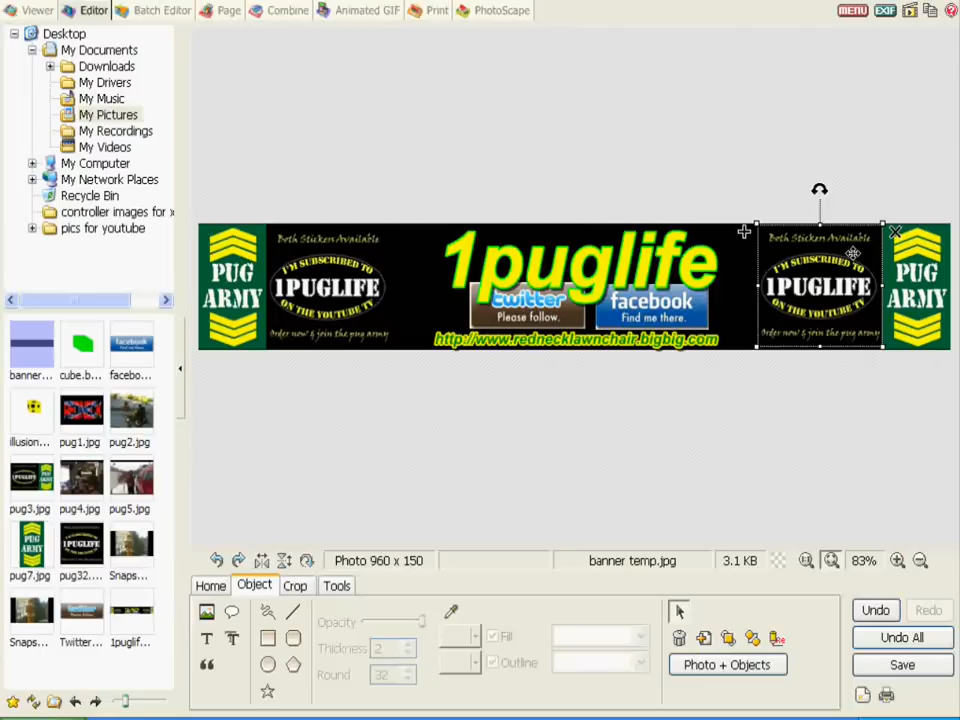 Viewer
Editor
Batch Editor
Page
Combine
Animated GIF
Print
PhotoScape
MENU
EXIF
Desktop
My Documents
Downloads
My Drivers
My Music
My Pictures
My Recordings
My Videos
My Computer
My Network Places
Recycle Bin
controller images for x
pics for youtube
PUG
ARMY
Both Stickers Available
I'M SUBSCRIBED TO
1PUGLIFE
ON THE YOUTUBE TV
Order now! & join the pug army
1puglife
twitter
Please follow.
facebook
Find me there.
http://www.rednecklawnchair.bigbig.com
Both Stickers Available
I'M SUBSCRIBED TO
1PUGLIFE
ON THE YOUTUBE TV
Order now! & join the pug army
PUG
ARMY
banner...
cube.b...
facebo...
illusion...
pug1.jpg
pug2.jpg
pug3.jpg
pug4.jpg
pug5.jpg
pug7.jpg
pug32....
Snaps...
Snaps...
Twitter...
1puglif...
Photo 960 x 150
banner temp.jpg
3.1 KB
83%
Home
Object
Crop
Tools
Opacity
Thickness
2
Round
32
Fill
Outline
Photo + Objects
Undo
Redo
Undo All
Save